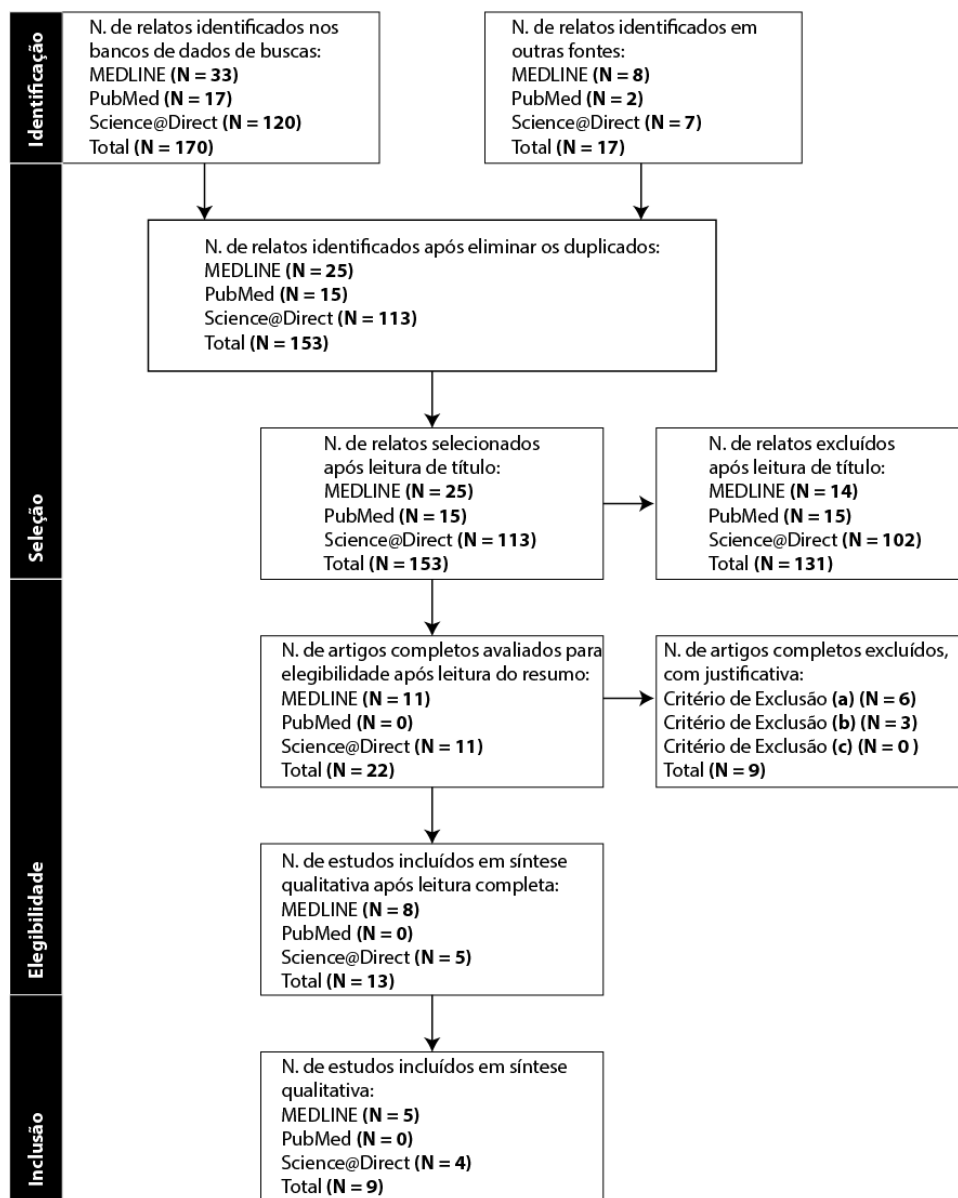 Identificação
N. de relatos identificados nos
bancos de dados de buscas:
MEDLINE (N = 33)
PubMed (N = 17)
Science@Direct (N = 120)
Total (N = 170)
N. de relatos identificados em
outras fontes:
MEDLINE (N = 8)
PubMed (N = 2)
Science@Direct (N = 7)
Total (N = 17)
Seleção
N. de relatos identificados após eliminar os duplicados:
MEDLINE (N = 25)
PubMed (N = 15)
Science@Direct (N = 113)
Total (N = 153)
N. de relatos selecionados
após leitura de título:
MEDLINE (N = 25)
PubMed (N = 15)
Science@Direct (N = 113)
Total (N = 153)
N. de relatos excluídos
após leitura de título:
MEDLINE (N = 14)
PubMed (N = 15)
Science@Direct (N = 102)
Total (N = 131)
Elegibilidade
N. de artigos completos avaliados para
elegibilidade após leitura do resumo:
MEDLINE (N = 11)
PubMed (N = 0)
Science@Direct (N = 11)
Total (N = 22)
N. de artigos completos excluídos,
com justificativa:
Critério de Exclusão (a) (N = 6)
Critério de Exclusão (b) (N = 3)
Critério de Exclusão (c) (N = 0 )
Total (N = 9)
N. de estudos incluídos em síntese
qualitativa após leitura completa:
MEDLINE (N = 8)
PubMed (N = 0)
Science@Direct (N = 5)
Total (N = 13)
Inclusão
N. de estudos incluídos em síntese
qualitativa:
MEDLINE (N = 5)
PubMed (N = 0)
Science@Direct (N = 4)
Total (N = 9)